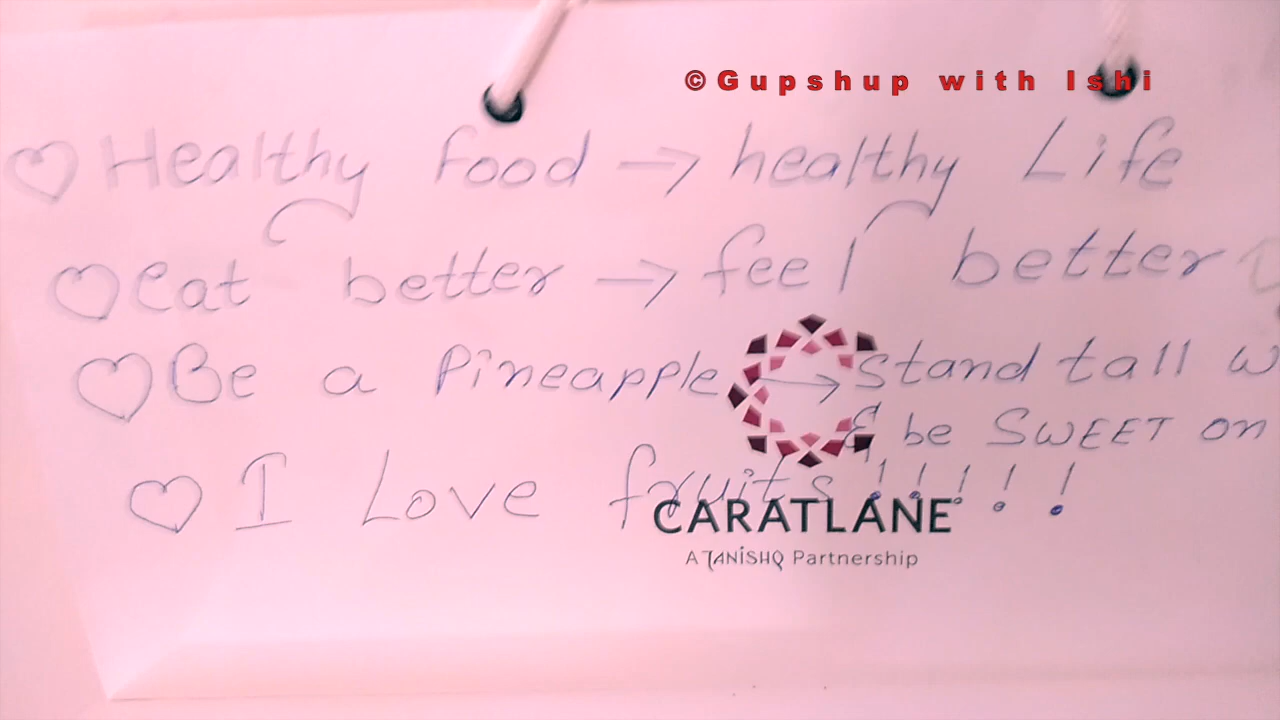 ©Gupshup with Ishi
♡ Healthy Food → healthy Life
♡ Eat better → feel better
♡ Be a Pineapple → Stand tall
& be SWEET on
♡ I Love fruits !!!!!
CARATLANE
A TANISHQ Partnership